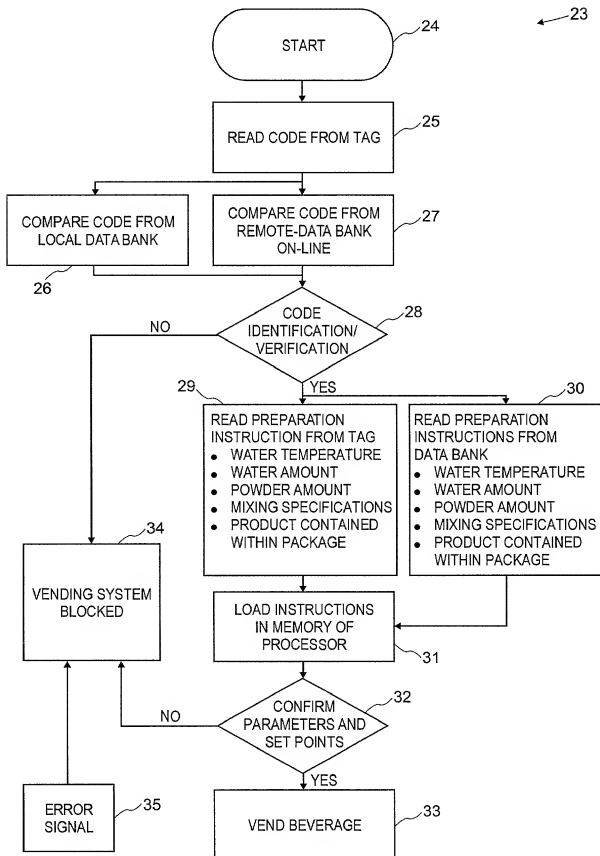 23
START
24
READ CODE FROM TAG
25
COMPARE CODE FROM
LOCAL DATA BANK
26
COMPARE CODE FROM
REMOTE-DATA BANK
ON-LINE
27
CODE
IDENTIFICATION/
VERIFICATION
28
NO
YES
29
READ PREPARATION
INSTRUCTION FROM TAG
• WATER TEMPERATURE
• WATER AMOUNT
• POWDER AMOUNT
• MIXING SPECIFICATIONS
• PRODUCT CONTAINED
WITHIN PACKAGE
30
READ PREPARATION
INSTRUCTIONS FROM
DATA BANK
• WATER TEMPERATURE
• WATER AMOUNT
• POWDER AMOUNT
• MIXING SPECIFICATIONS
• PRODUCT CONTAINED
WITHIN PACKAGE
34
VENDING SYSTEM
BLOCKED
LOAD INSTRUCTIONS
IN MEMORY OF
PROCESSOR
31
CONFIRM
PARAMETERS AND
SET POINTS
32
NO
YES
ERROR
SIGNAL
35
VEND BEVERAGE
33